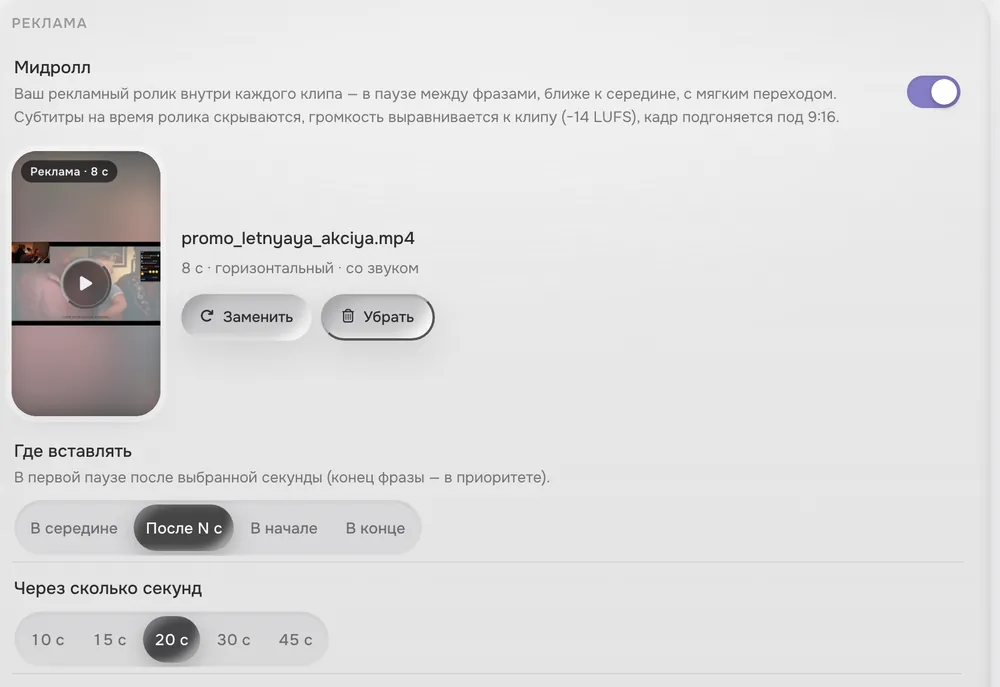 РЕКЛАМА
Мидролл
Ваш рекламный ролик внутри каждого клипа — в паузе между фразами, ближе к середине, с мягким переходом.
Субтитры на время ролика скрываются, громкость выравнивается к клипу (-14 LUFS), кадр подгоняется под 9:16.
Реклама · 8 с
promo_letnyaya_akciya.mp4
8 с · горизонтальный · со звуком
Заменить
Убрать
Где вставлять
В первой паузе после выбранной секунды (конец фразы — в приоритете).
В середине
После N с
В начале
В конце
Через сколько секунд
10 с
15 с
20 с
30 с
45 с